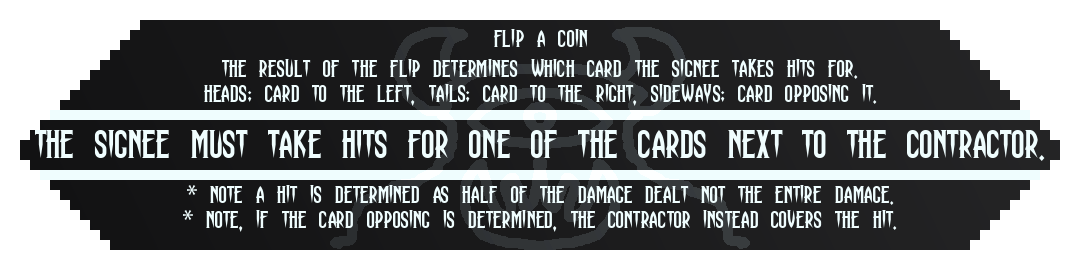 FLIP A COIN
THE RESULT OF THE FLIP DETERMINES WHICH CARD THE SIGNEE TAKES HITS FOR.
HEADS; CARD TO THE LEFT, TAILS; CARD TO THE RIGHT, SIDEWAYS; CARD OPPOSING IT.
THE SIGNEE MUST TAKE HITS FOR ONE OF THE CARDS NEXT TO THE CONTRACTOR.
* NOTE A HIT IS DETERMINED AS HALF OF THE DAMAGE DEALT NOT THE ENTIRE DAMAGE.
* NOTE, IF THE CARD OPPOSING IS DETERMINED, THE CONTRACTOR INSTEAD COVERS THE HIT.